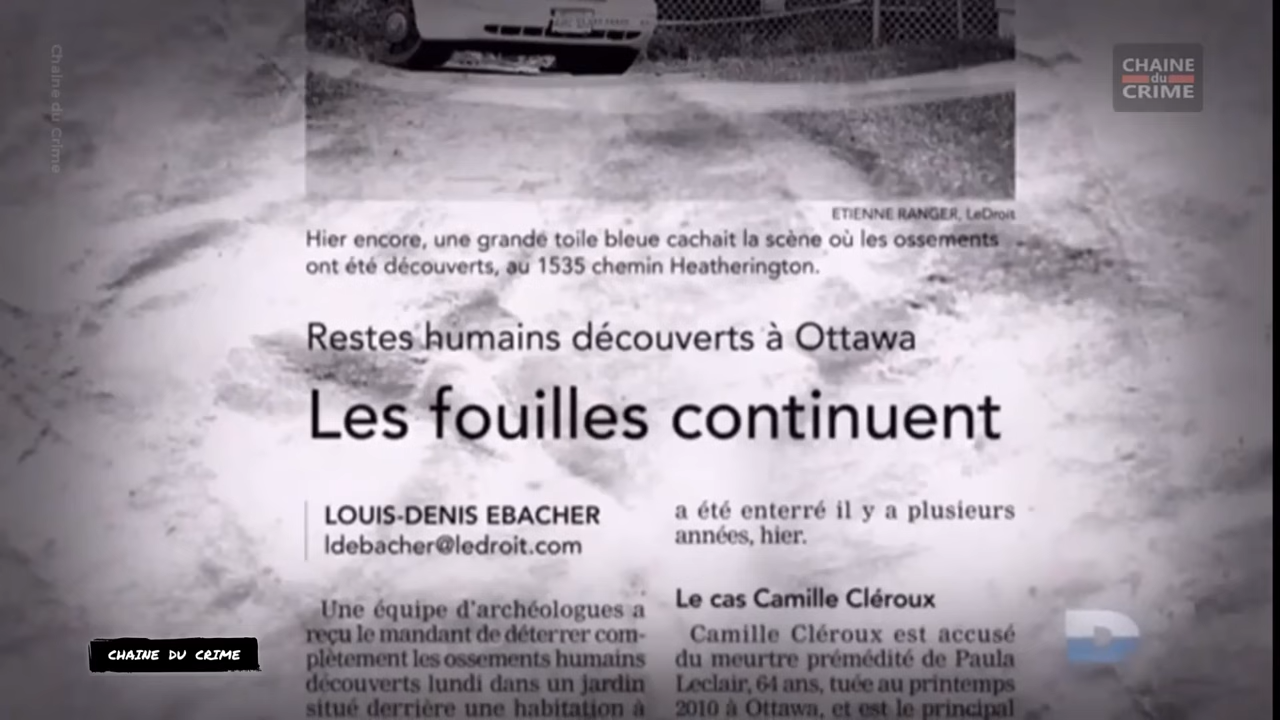 Chaine du Crime
CHAINE
du
CRIME
ETIENNE RANGER, LeDroit
Hier encore, une grande toile bleue cachait la scène où les ossements
ont été découverts, au 1535 chemin Heatherington.
Restes humains découverts à Ottawa
Les fouilles continuent
LOUIS-DENIS EBACHER
ldebacher@ledroit.com
Une équipe d'archéologues a
reçu le mandant de déterrer com-
plètement les ossements humains
découverts lundi dans un jardin
situé derrière une habitation à
a été enterré il y a plusieurs
années, hier.
Le cas Camille Cléroux
Camille Cléroux est accusé
du meurtre prémédité de Paula
Leclair, 64 ans, tuée au printemps
2010 à Ottawa, et est le principal
CHAINE DU CRIME
D